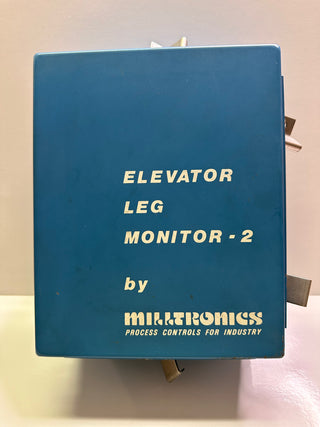 ELEVATOR
LEG
MONITOR - 2
by
MILLTRONICS
PROCESS CONTROLS FOR INDUSTRY